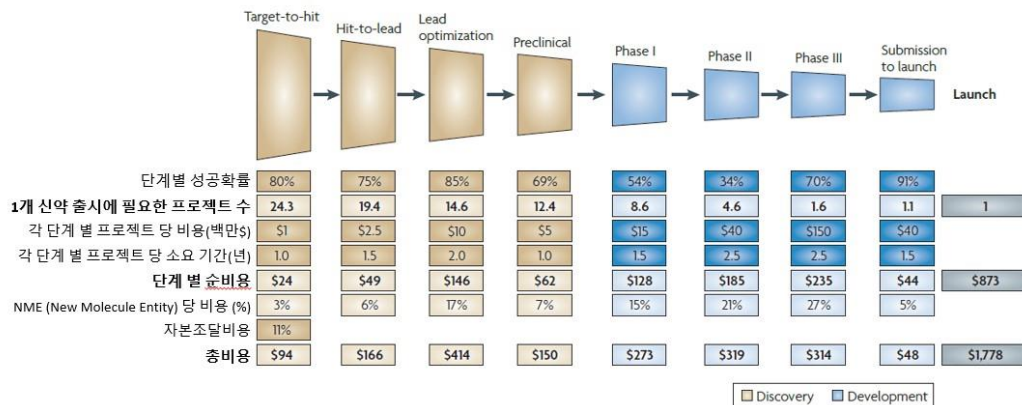 Target-to-hit
Hit-to-lead
Lead
optimization
Preclinical
Phase I
Phase II
Phase III
Submission
to launch
Launch
단계별 성공확률 80% 75% 85% 69% 54% 34% 70% 91%
1개 신약 출시에 필요한 프로젝트 수 24.3 19.4 14.6 12.4 8.6 4.6 1.6 1.1 1
각 단계 별 프로젝트 당 비용(백만$) $1 $2.5 $10 $5 $15 $40 $150 $40
각 단계 별 프로젝트 당 소요 기간(년) 1.0 1.5 2.0 1.0 1.5 2.5 2.5 1.5
단계 별 순비용 $24 $49 $146 $62 $128 $185 $235 $44 $873
NME (New Molecule Entity) 당 비용 (%) 3% 6% 17% 7% 15% 21% 27% 5%
자본조달비용 11%
총비용 $94 $166 $414 $150 $273 $319 $314 $48 $1,778
Discovery Development